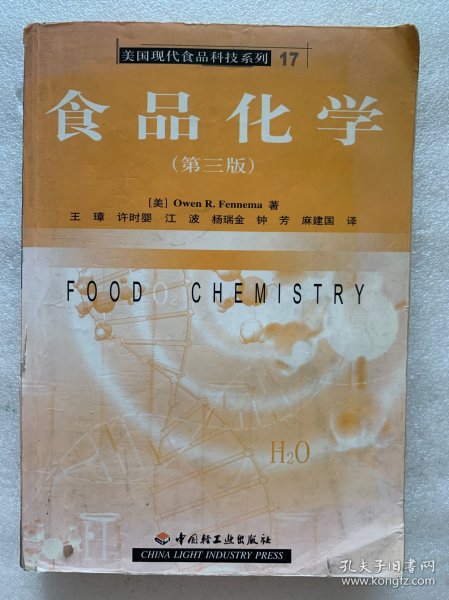 美国现代食品科技系列 17
食品化学
(第三版)
[美] Owen R. Fennema 著
王 璋 许时婴 江 波 杨瑞金 钟 芳 麻建国 译
O2
FOOD CHEMISTRY
H2O
H
中国轻工业出版社
CHINA LIGHT INDUSTRY PRESS
孔夫子旧书网
book.kongfz.com